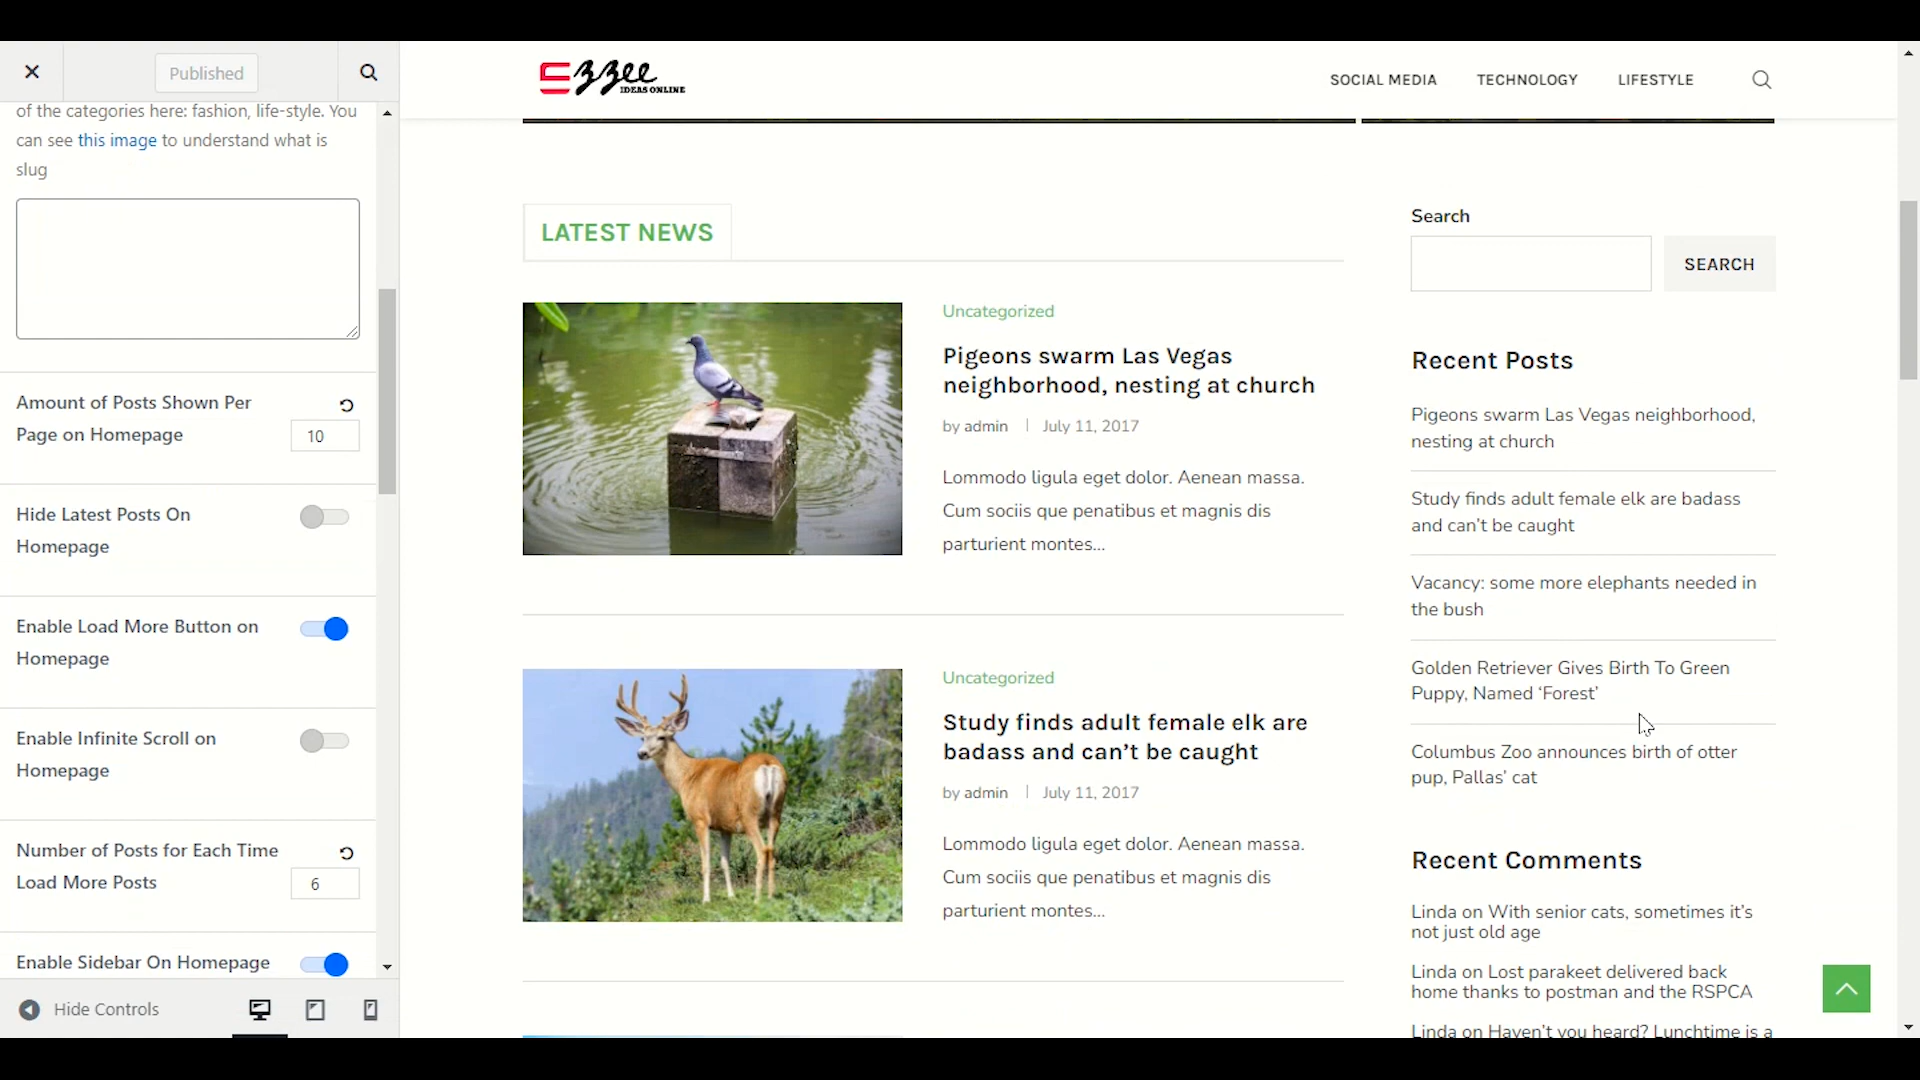 Published
of the categories here: fashion, life-style. You
can see this image to understand what is
slug
Amount of Posts Shown Per
Page on Homepage
10
Hide Latest Posts On
Homepage
Enable Load More Button on
Homepage
Enable Infinite Scroll on
Homepage
Number of Posts for Each Time
Load More Posts
6
Enable Sidebar On Homepage
Hide Controls
Ezzee
IDEAS ONLINE
SOCIAL MEDIA
TECHNOLOGY
LIFESTYLE
LATEST NEWS
Uncategorized
Pigeons swarm Las Vegas
neighborhood, nesting at church
by admin
July 11, 2017
Lommodo ligula eget dolor. Aenean massa.
Cum sociis que penatibus et magnis dis
parturient montes...
Uncategorized
Study finds adult female elk are
badass and can’t be caught
by admin
July 11, 2017
Lommodo ligula eget dolor. Aenean massa.
Cum sociis que penatibus et magnis dis
parturient montes...
Search
SEARCH
Recent Posts
Pigeons swarm Las Vegas neighborhood,
nesting at church
Study finds adult female elk are badass
and can’t be caught
Vacancy: some more elephants needed in
the bush
Golden Retriever Gives Birth To Green
Puppy, Named ‘Forest’
Columbus Zoo announces birth of otter
pup, Pallas’ cat
Recent Comments
Linda on With senior cats, sometimes it’s
not just old age
Linda on Lost parakeet delivered back
home thanks to postman and the RSPCA
Linda on Haven’t you heard? Lunchtime is a